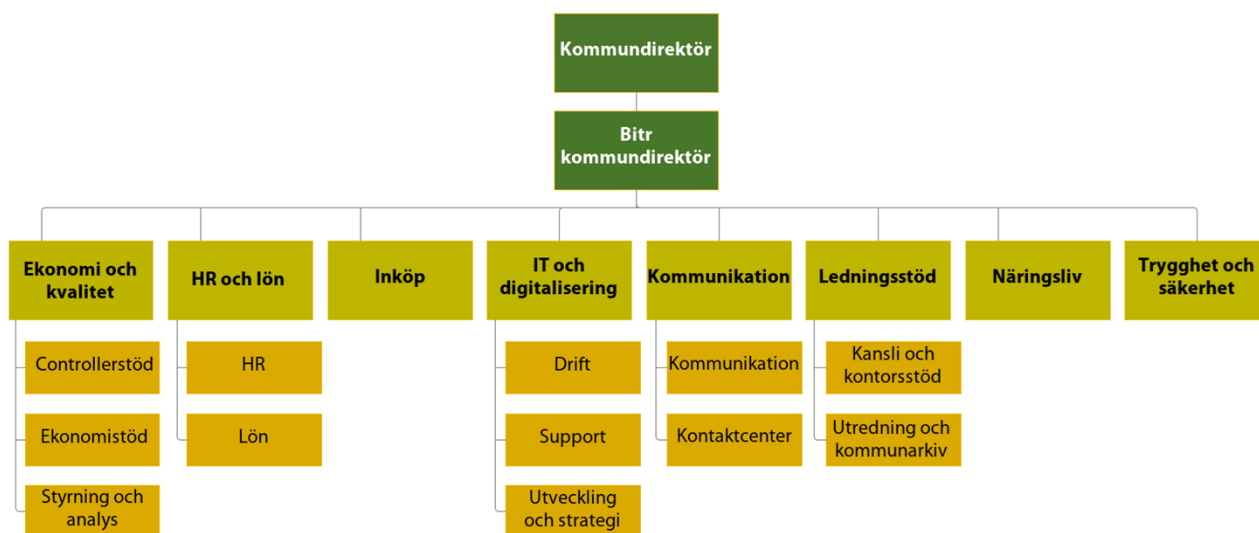 Kommundirektör
Bitr
kommundirektör
Ekonomi och
kvalitet
HR och lön
Inköp
IT och
digitalisering
Kommunikation
Ledningsstöd
Näringsliv
Trygghet och
säkerhet
Controllerstöd
HR
Drift
Kommunikation
Kansli och
kontorsstöd
Ekonomistöd
Lön
Support
Kontaktcenter
Utredning och
kommunarkiv
Styrning och
analys
Utveckling
och strategi